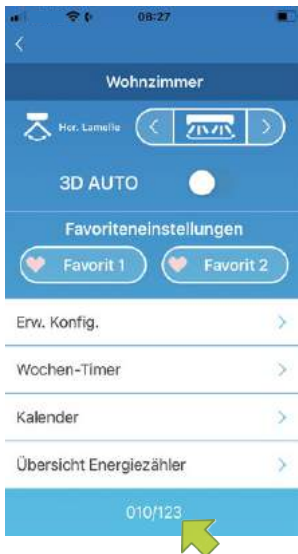 08:27
Wohnzimmer
Hor. Lamelle
3D AUTO
Favoriteneinstellungen
Favorit 1 Favorit 2
Erw. Konfig.
Wochen-Timer
Kalender
Übersicht Energiezähler
010/123